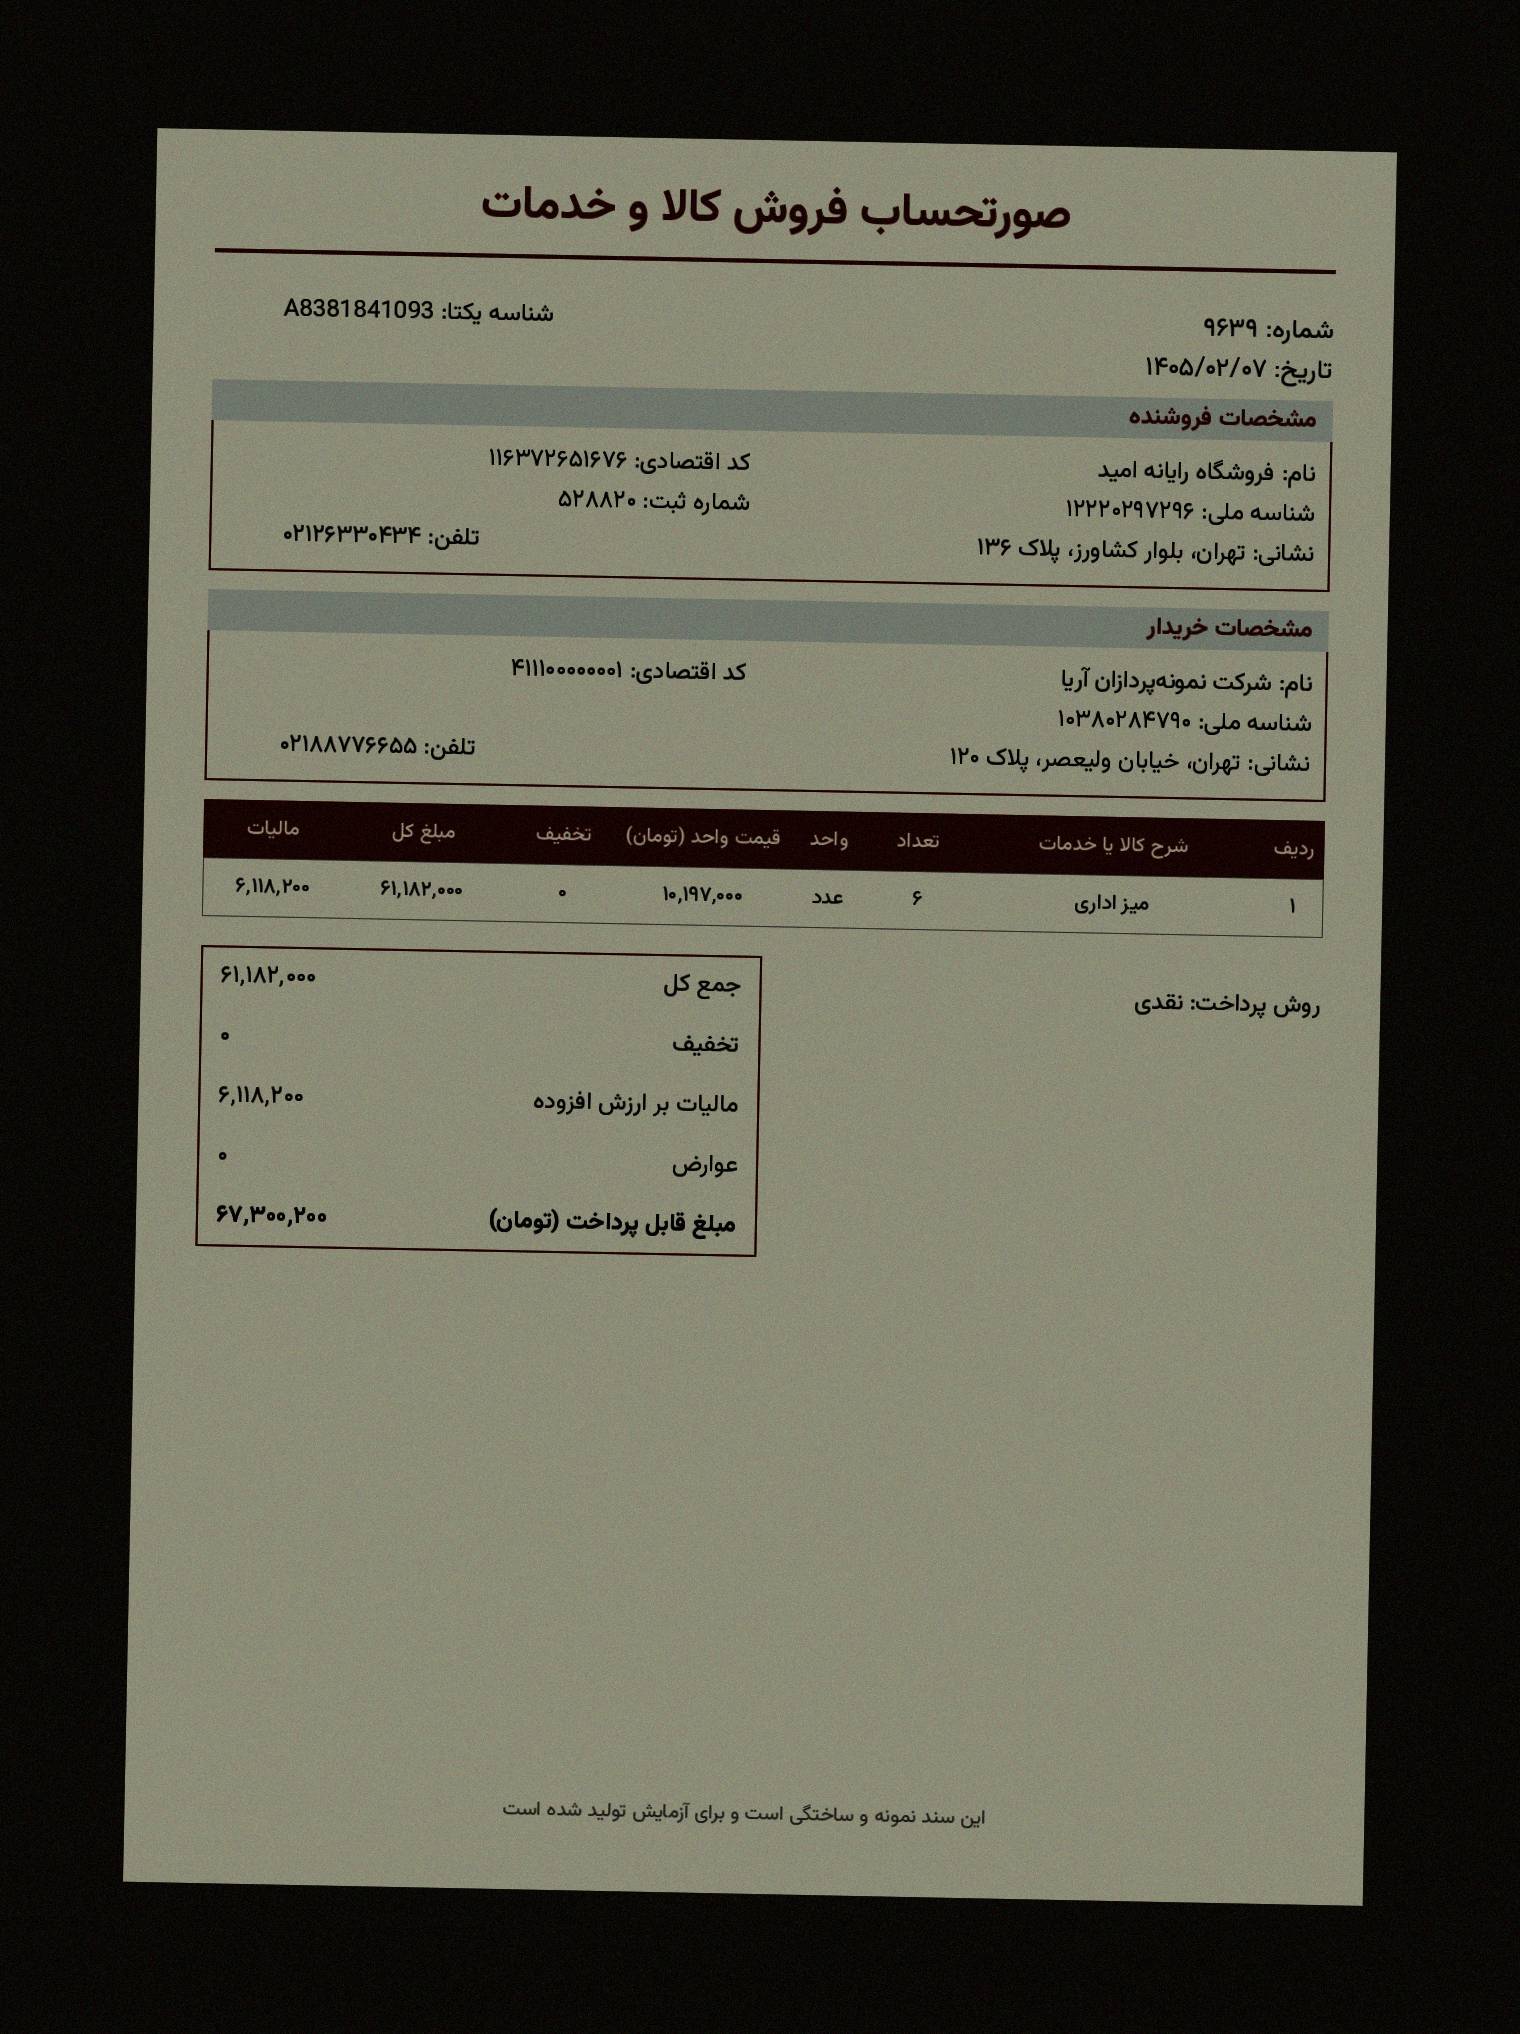 صورتحساب فروش کالا و خدمات
شماره: ۹۶۳۹
شناسه یکتا: A8381841093
تاریخ: ۱۴۰۵/۰۲/۰۷
مشخصات فروشنده
نام: فروشگاه رایانه امید
کد اقتصادی: ۱۱۶۳۷۲۶۵۱۶۷۶
شناسه ملی: ۱۲۲۲۰۲۹۷۲۹۶
شماره ثبت: ۵۲۸۸۲۰
نشانی: تهران، بلوار کشاورز، پلاک ۱۳۶
تلفن: ۰۲۱۲۶۳۳۰۴۳۴
مشخصات خریدار
نام: شرکت نمونه‌پردازان آریا
کد اقتصادی: ۴۱۱۱۰۰۰۰۰۰۰۱
شناسه ملی: ۱۰۳۸۰۲۸۴۷۹۰
نشانی: تهران، خیابان ولیعصر، پلاک ۱۲۰
تلفن: ۰۲۱۸۸۷۷۶۶۵۵
ردیف شرح کالا یا خدمات تعداد واحد قیمت واحد (تومان) تخفیف مبلغ کل مالیات
۱ میز اداری ۶ عدد ۱۰,۱۹۷,۰۰۰ ۰ ۶۱,۱۸۲,۰۰۰ ۶,۱۱۸,۲۰۰
روش پرداخت: نقدی
جمع کل ۶۱,۱۸۲,۰۰۰
تخفیف ۰
مالیات بر ارزش افزوده ۶,۱۱۸,۲۰۰
عوارض ۰
مبلغ قابل پرداخت (تومان) ۶۷,۳۰۰,۲۰۰
این سند نمونه و ساختگی است و برای آزمایش تولید شده است